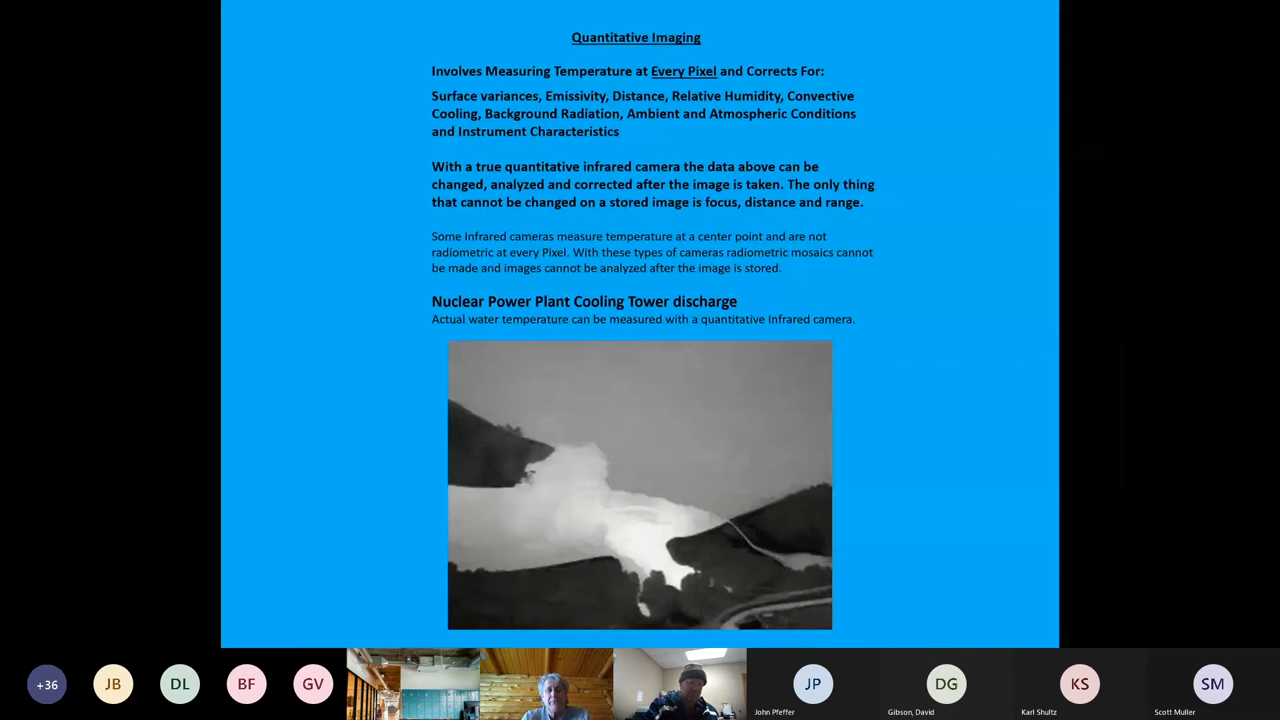 Quantitative Imaging
Involves Measuring Temperature at Every Pixel and Corrects For:
Surface variances, Emissivity, Distance, Relative Humidity, Convective
Cooling, Background Radiation, Ambient and Atmospheric Conditions
and Instrument Characteristics
With a true quantitative infrared camera the data above can be
changed, analyzed and corrected after the image is taken. The only thing
that cannot be changed on a stored image is focus, distance and range.
Some Infrared cameras measure temperature at a center point and are not
radiometric at every Pixel. With these types of cameras radiometric mosaics cannot
be made and images cannot be analyzed after the image is stored.
Nuclear Power Plant Cooling Tower discharge
Actual water temperature can be measured with a quantitative Infrared camera.
+36
JB
DL
BF
GV
JP
DG
KS
SM
John Pfeffer
Gibson, David
Karl Shultz
Scott Muller